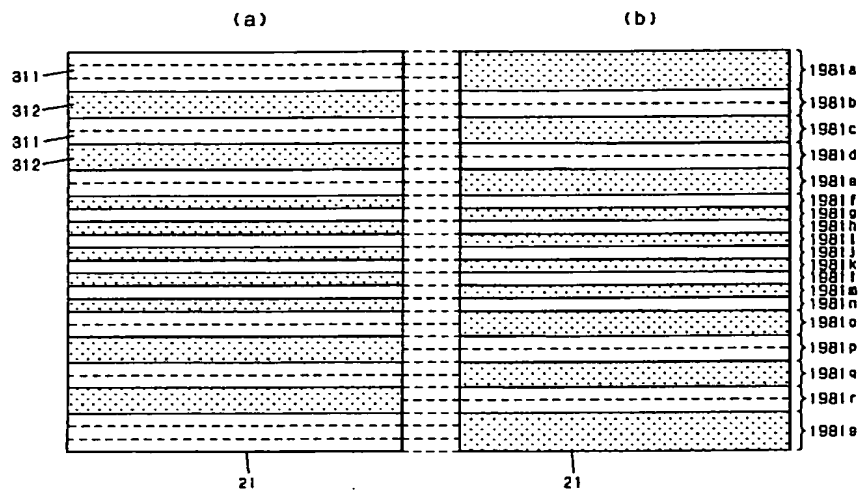 (a)
(b)
311
312
311
312
1981a
1981b
1981c
1981d
1981e
1981f
1981g
1981h
1981i
1981j
1981k
1981l
1981m
1981n
1981o
1981p
1981q
1981r
1981s
21
21